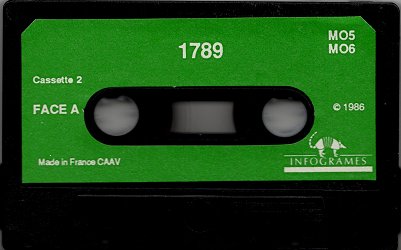 1789
MO5
MO6
Cassette 2
FACE A
© 1986
Made in France CAAV
INFOGRAMES